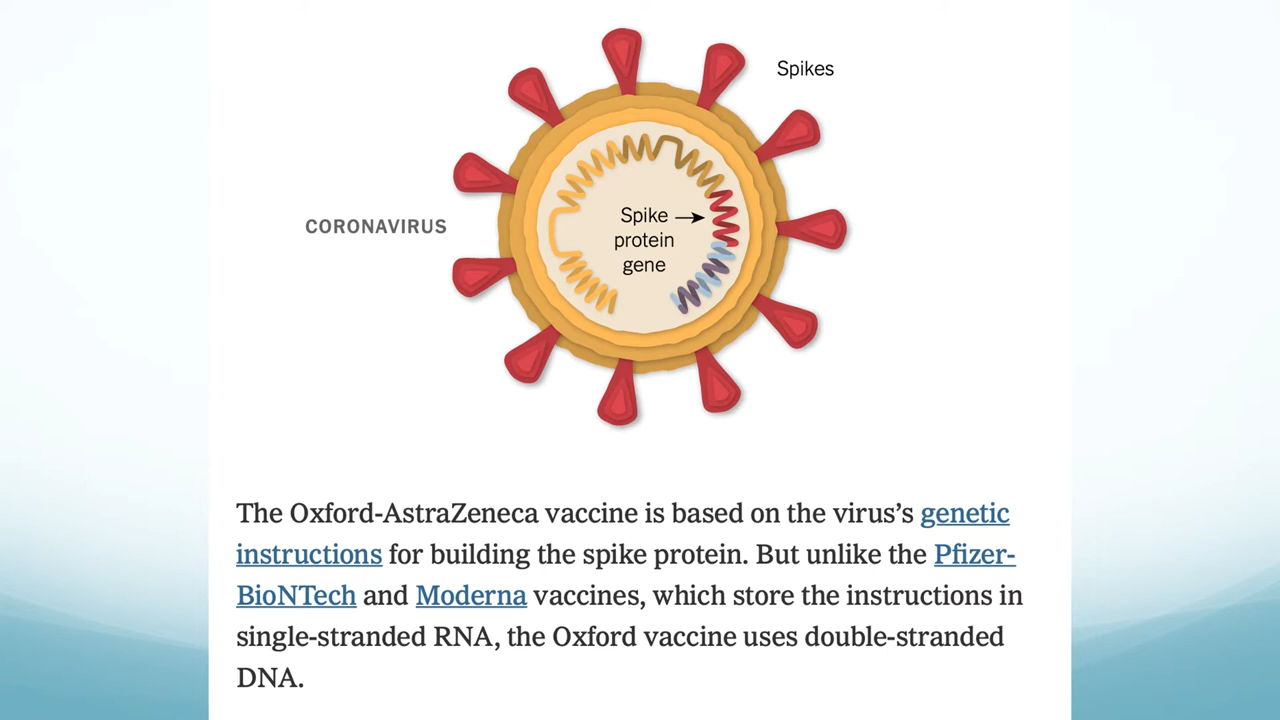 Spikes
CORONAVIRUS
Spike
protein
gene
The Oxford-AstraZeneca vaccine is based on the virus’s genetic
instructions for building the spike protein. But unlike the Pfizer-
BioNTech and Moderna vaccines, which store the instructions in
single-stranded RNA, the Oxford vaccine uses double-stranded
DNA.